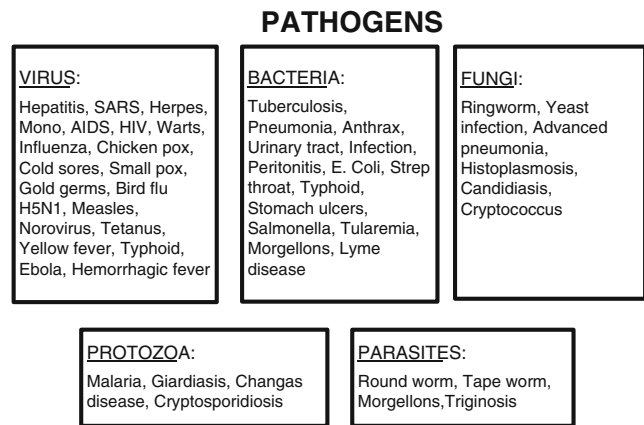 PATHOGENS
VIRUS:
Hepatitis, SARS, Herpes,
Mono, AIDS, HIV, Warts,
Influenza, Chicken pox,
Cold sores, Small pox,
Gold germs, Bird flu
H5N1, Measles,
Norovirus, Tetanus,
Yellow fever, Typhoid,
Ebola, Hemorrhagic fever
BACTERIA:
Tuberculosis,
Pneumonia, Anthrax,
Urinary tract, Infection,
Peritonitis, E. Coli, Strep
throat, Typhoid,
Stomach ulcers,
Salmonella, Tularemia,
Morgellons, Lyme
disease
FUNGI:
Ringworm, Yeast
infection, Advanced
pneumonia,
Histoplasmosis,
Candidiasis,
Cryptococcus
PROTOZOA:
Malaria, Giardiasis, Changas
disease, Cryptosporidiosis
PARASITES:
Round worm, Tape worm,
Morgellons,Triginosis